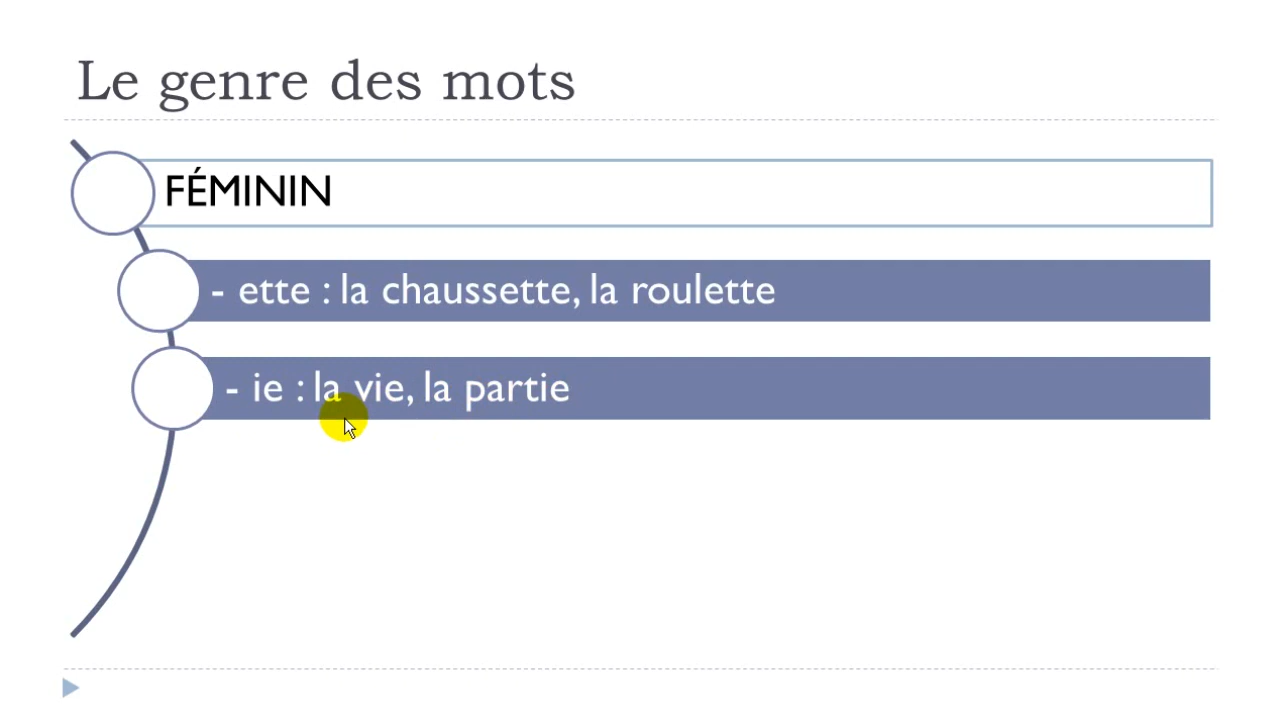 Le genre des mots
FÉMININ
- ette : la chaussette, la roulette
- ie : la vie, la partie